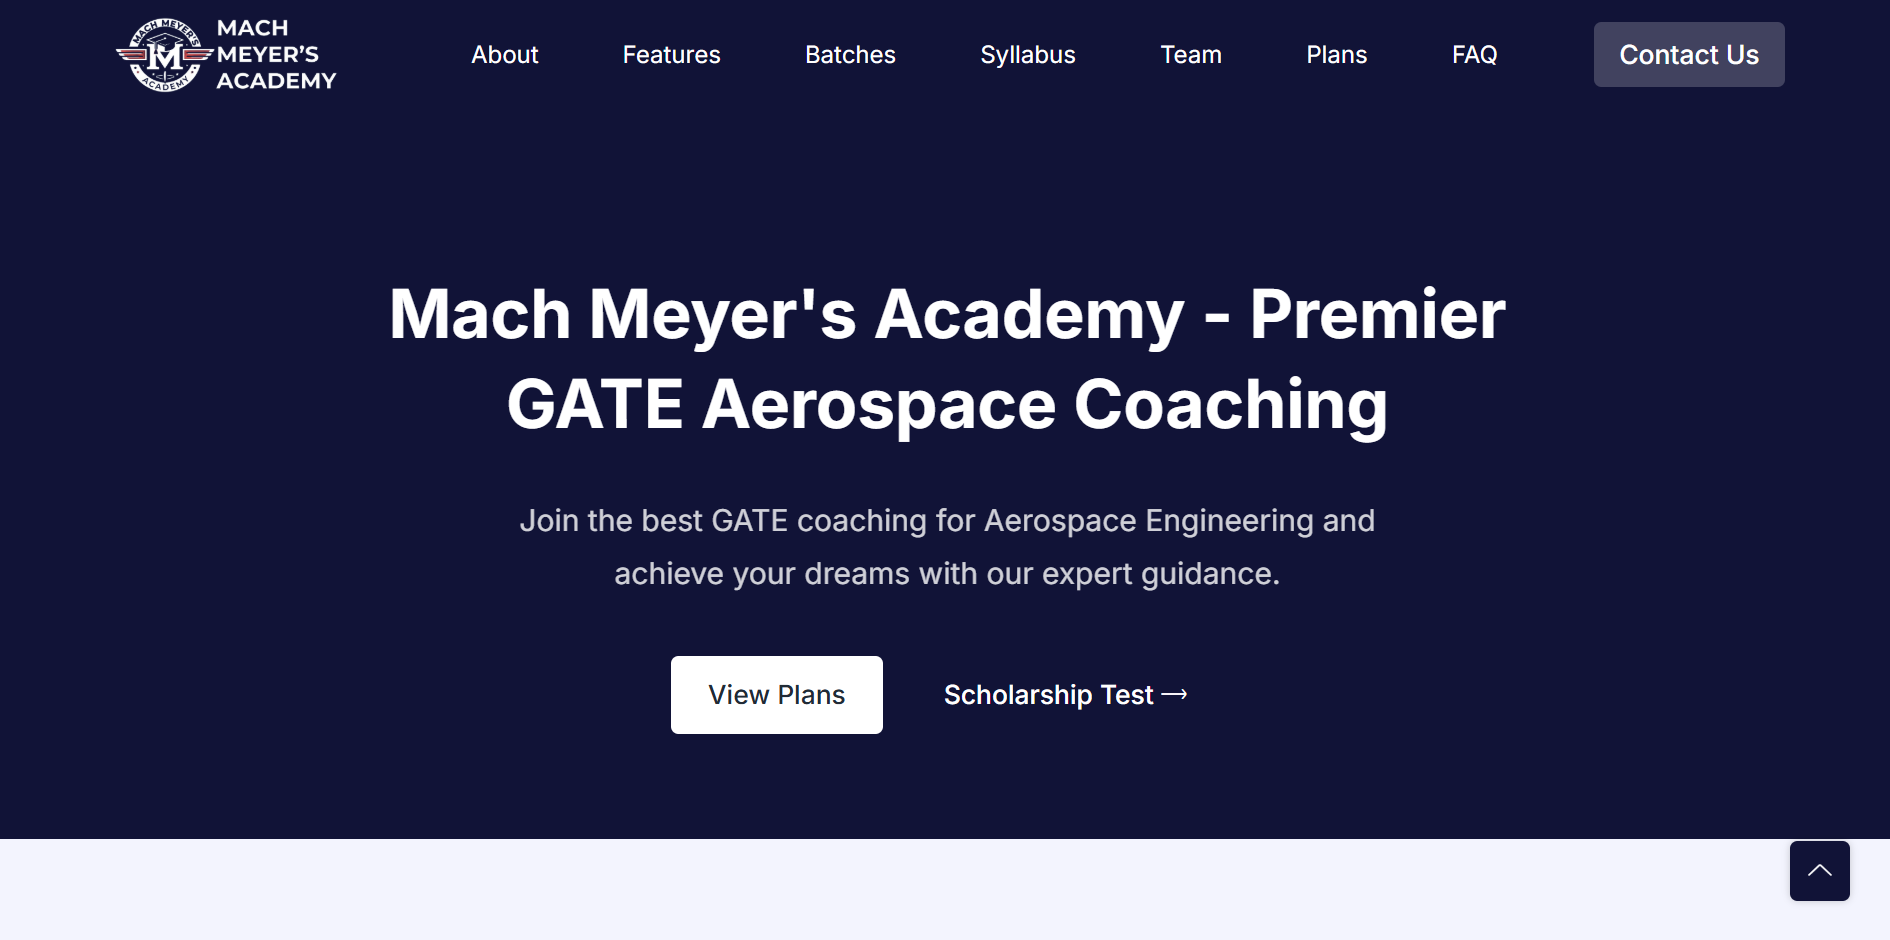 MACH MEYER'S
ACADEMY
MACH
MEYER’S
ACADEMY
About
Features
Batches
Syllabus
Team
Plans
FAQ
Contact Us
Mach Meyer's Academy - Premier
GATE Aerospace Coaching
Join the best GATE coaching for Aerospace Engineering and
achieve your dreams with our expert guidance.
View Plans
Scholarship Test